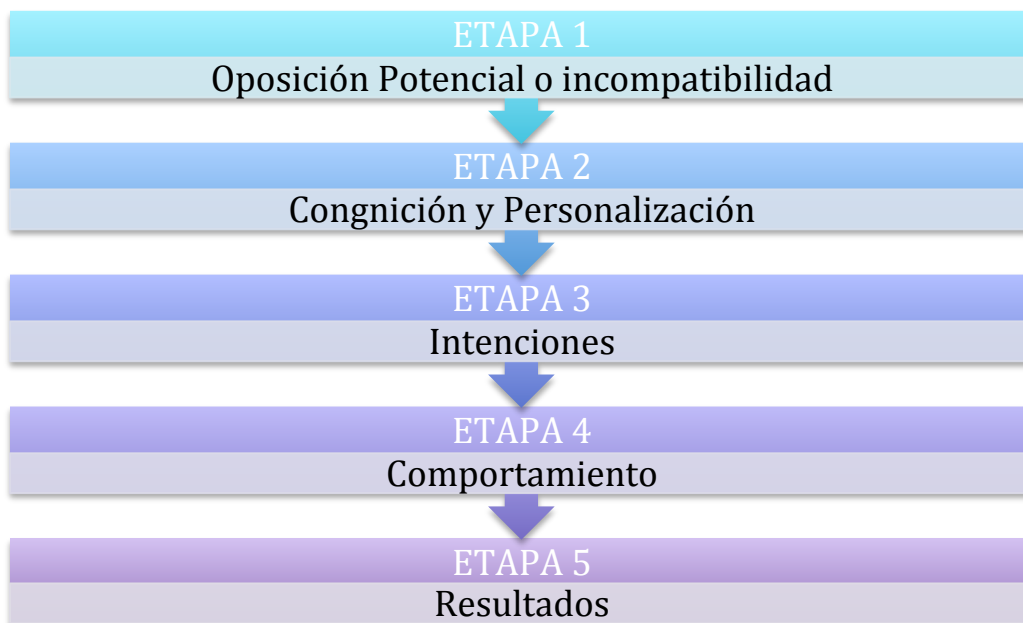 ETAPA 1
Oposición Potencial o incompatibilidad
ETAPA 2
Congnición y Personalización
ETAPA 3
Intenciones
ETAPA 4
Comportamiento
ETAPA 5
Resultados